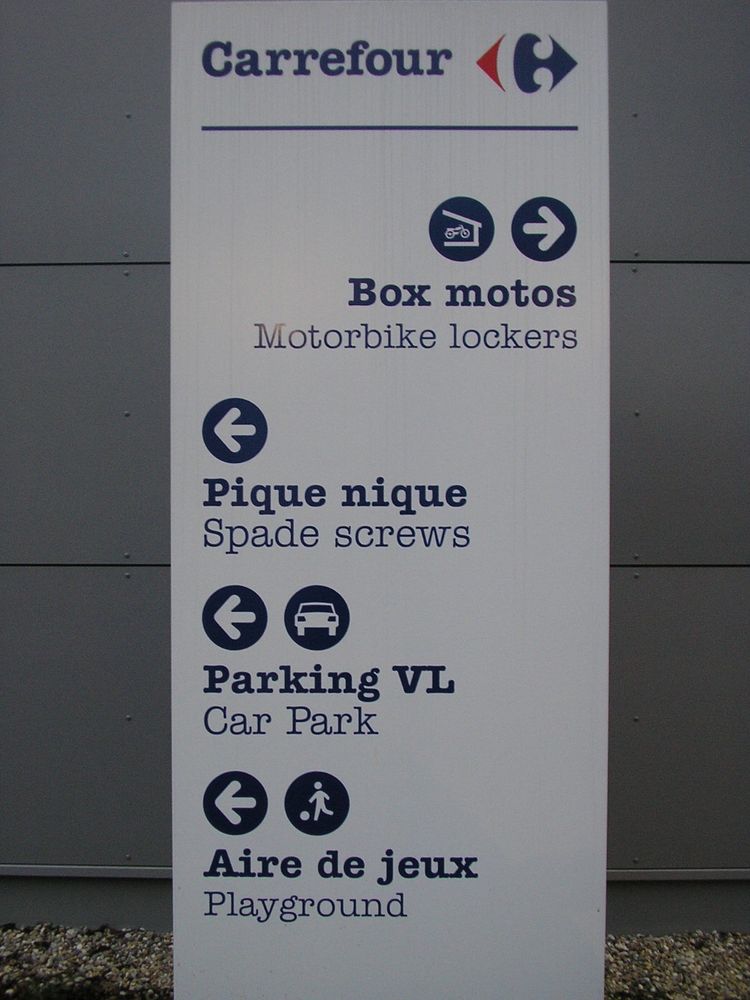 Carrefour
Box motos
Motorbike lockers
Pique nique
Spade screws
Parking VL
Car Park
Aire de jeux
Playground